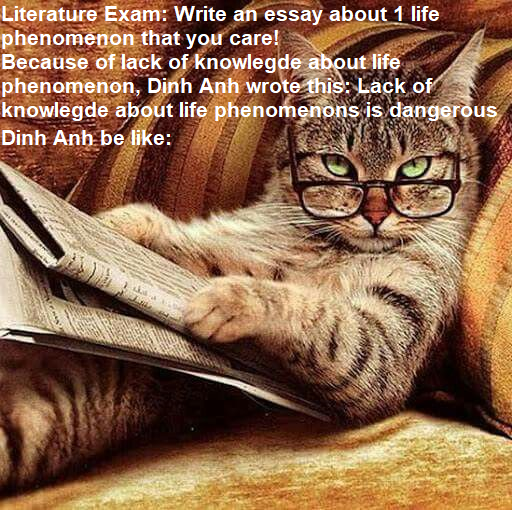 Literature Exam: Write an essay about 1 life
phenomenon that you care!
Because of lack of knowlegde about life
phenomenon, Dinh Anh wrote this: Lack of
knowlegde about life phenomenons is dangerous
Dinh Anh be like: